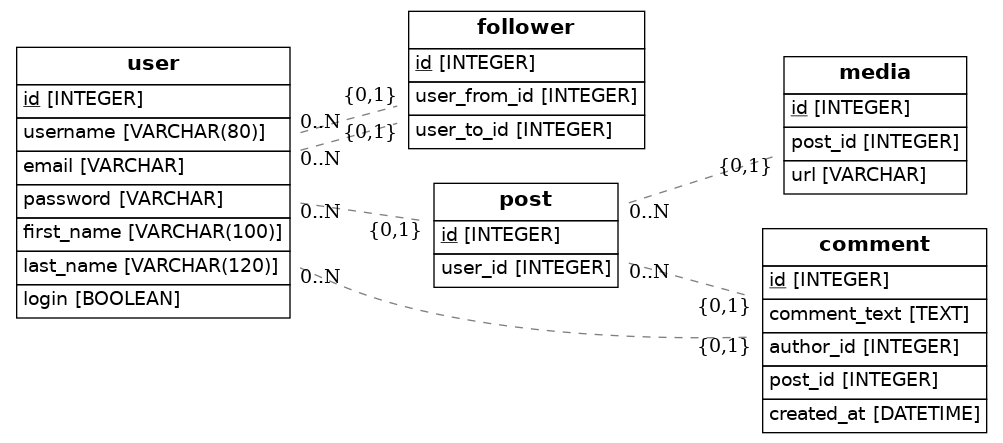 user
id [INTEGER]
username [VARCHAR(80)]
email [VARCHAR]
password [VARCHAR]
first_name [VARCHAR(100)]
last_name [VARCHAR(120)]
login [BOOLEAN]
0..N
0..N
0..N
0..N
{0,1}
{0,1}
{0,1}
follower
id [INTEGER]
user_from_id [INTEGER]
user_to_id [INTEGER]
post
id [INTEGER]
user_id [INTEGER]
0..N
0..N
{0,1}
{0,1}
{0,1}
media
id [INTEGER]
post_id [INTEGER]
url [VARCHAR]
comment
id [INTEGER]
comment_text [TEXT]
author_id [INTEGER]
post_id [INTEGER]
created_at [DATETIME]